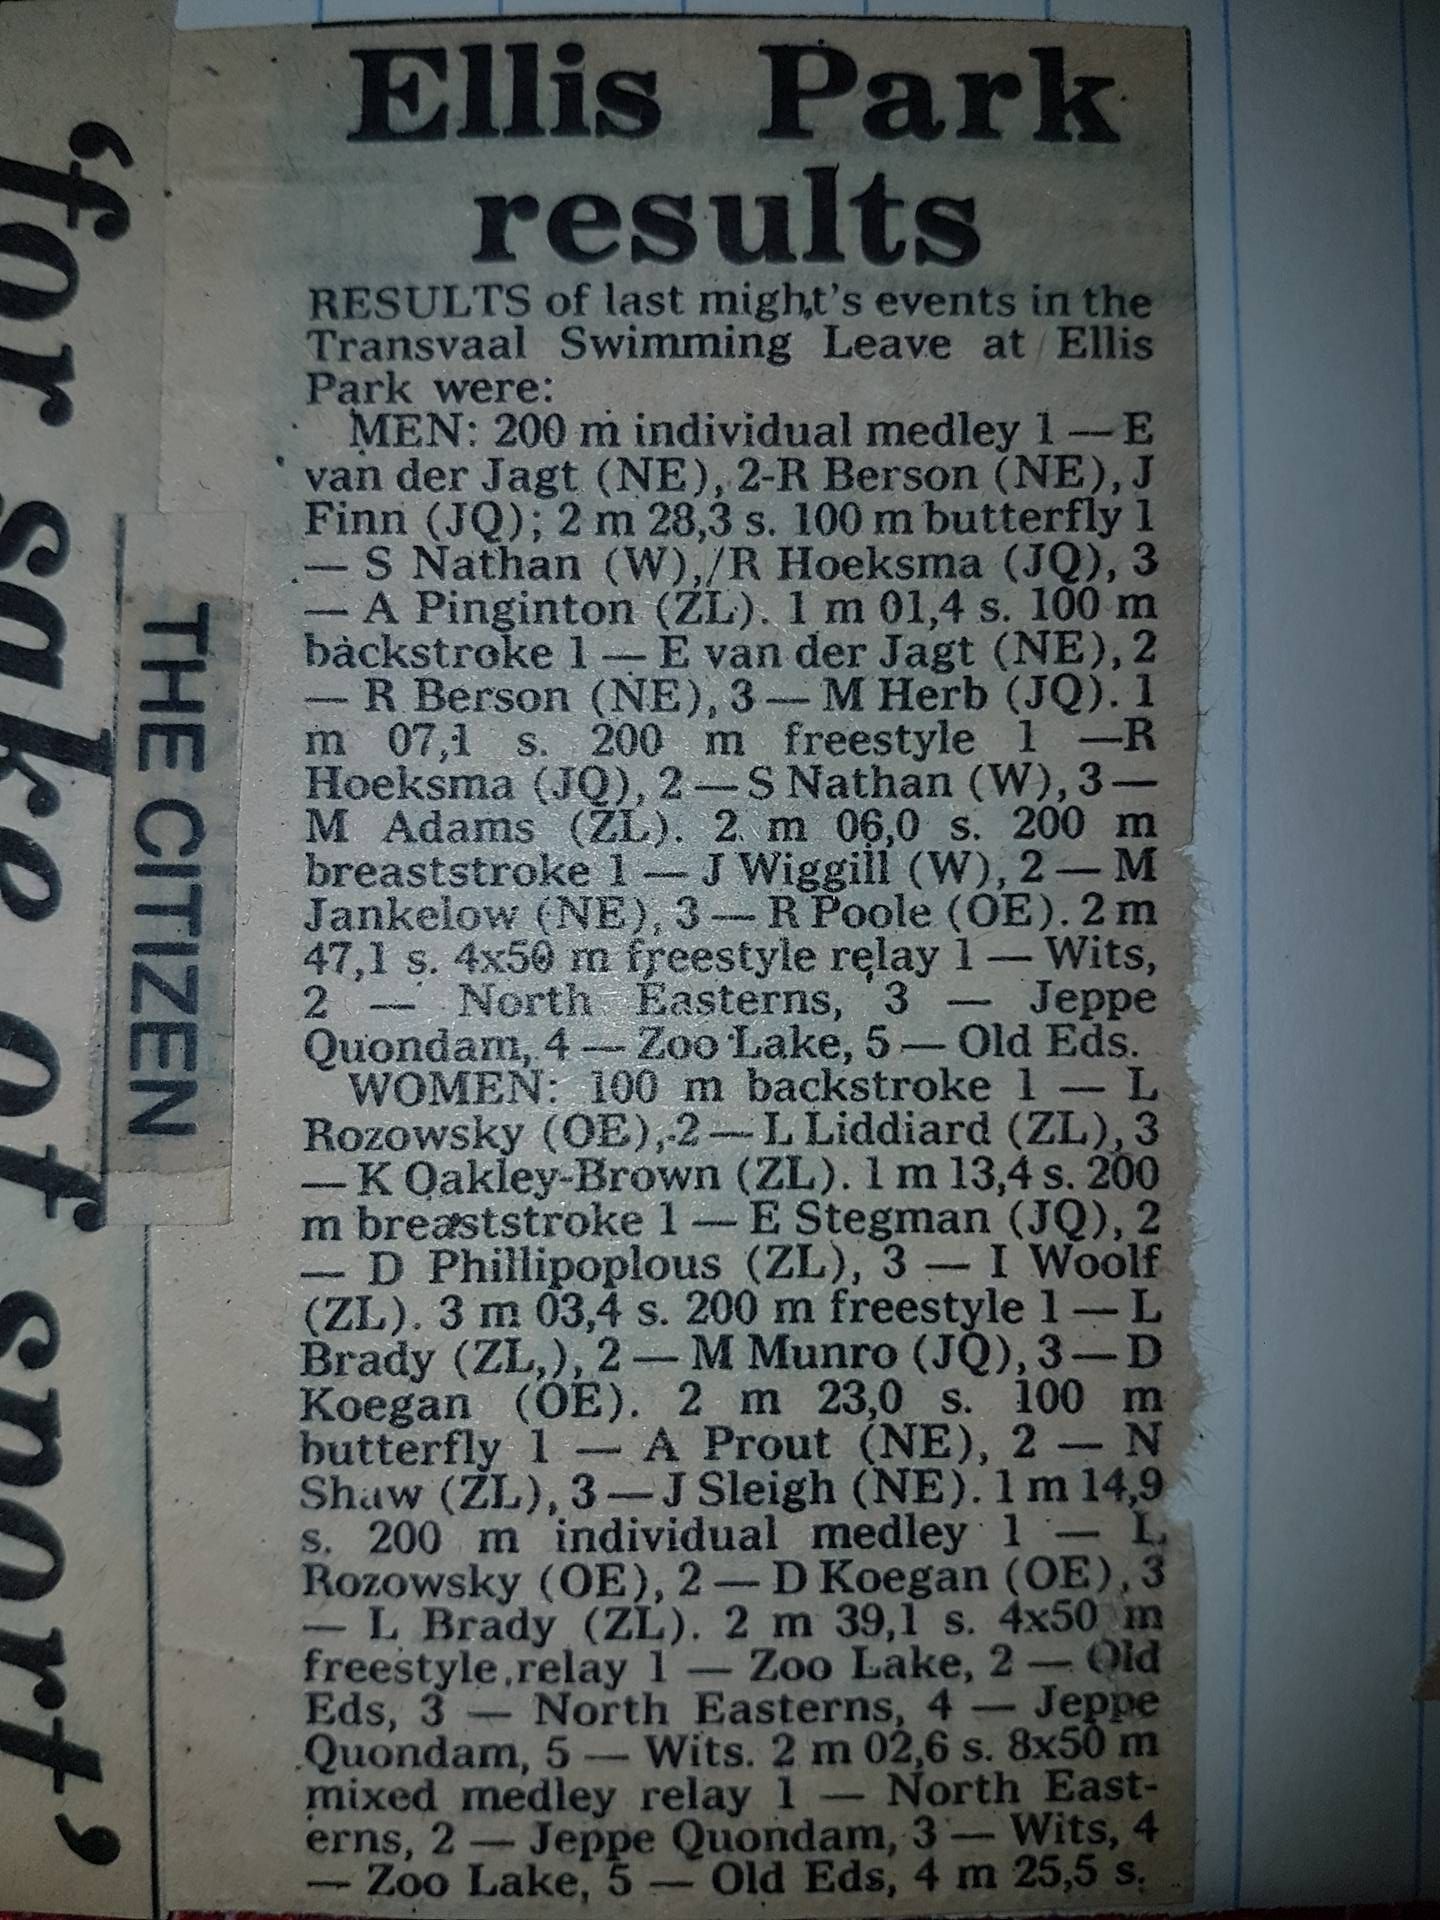 Ellis Park
results
RESULTS of last might's events in the
Transvaal Swimming Leave at Ellis
Park were:
MEN: 200 m individual medley 1 — E
van der Jagt (NE), 2-R Berson (NE), J
Finn (JQ); 2 m 28,3 s. 100 m butterfly 1
— S Nathan (W),/R Hoeksma (JQ), 3
— A Pinginton (ZL). 1 m 01,4 s. 100 m
backstroke 1 — E van der Jagt (NE), 2
— R Berson (NE), 3 — M Herb (JQ). 1
m 07,1 s. 200 m freestyle 1 —R
Hoeksma (JQ), 2 — S Nathan (W), 3 —
M Adams (ZL). 2 m 06,0 s. 200 m
breaststroke 1 — J Wiggill (W), 2 — M
Jankelow (NE), 3 — R Poole (OE). 2 m
47,1 s. 4x50 m freestyle relay 1 — Wits,
2 — North Easterns, 3 — Jeppe
Quondam, 4 — Zoo Lake, 5 — Old Eds.
WOMEN: 100 m backstroke 1 — L
Rozowsky (OE), 2 — L Liddiard (ZL), 3
— K Oakley-Brown (ZL). 1 m 13,4 s. 200
m breaststroke 1 — E Stegman (JQ), 2
— D Phillipoplous (ZL), 3 — I Woolf
(ZL). 3 m 03,4 s. 200 m freestyle 1 — L
Brady (ZL,), 2 — M Munro (JQ), 3 — D
Koegan (OE). 2 m 23,0 s. 100 m
butterfly 1 — A Prout (NE), 2 — N
Shaw (ZL), 3 — J Sleigh (NE). 1 m 14,9
s. 200 m individual medley 1 — L
Rozowsky (OE), 2 — D Koegan (OE), 3
— L Brady (ZL). 2 m 39,1 s. 4x50 m
freestyle relay 1 — Zoo Lake, 2 — Old
Eds, 3 — North Easterns, 4 — Jeppe
Quondam, 5 — Wits. 2 m 02,6 s. 8x50 m
mixed medley relay 1 — North East-
erns, 2 — Jeppe Quondam, 3 — Wits, 4
— Zoo Lake, 5 — Old Eds, 4 m 25,5 s.
THE CITIZEN
'for sake of sport'